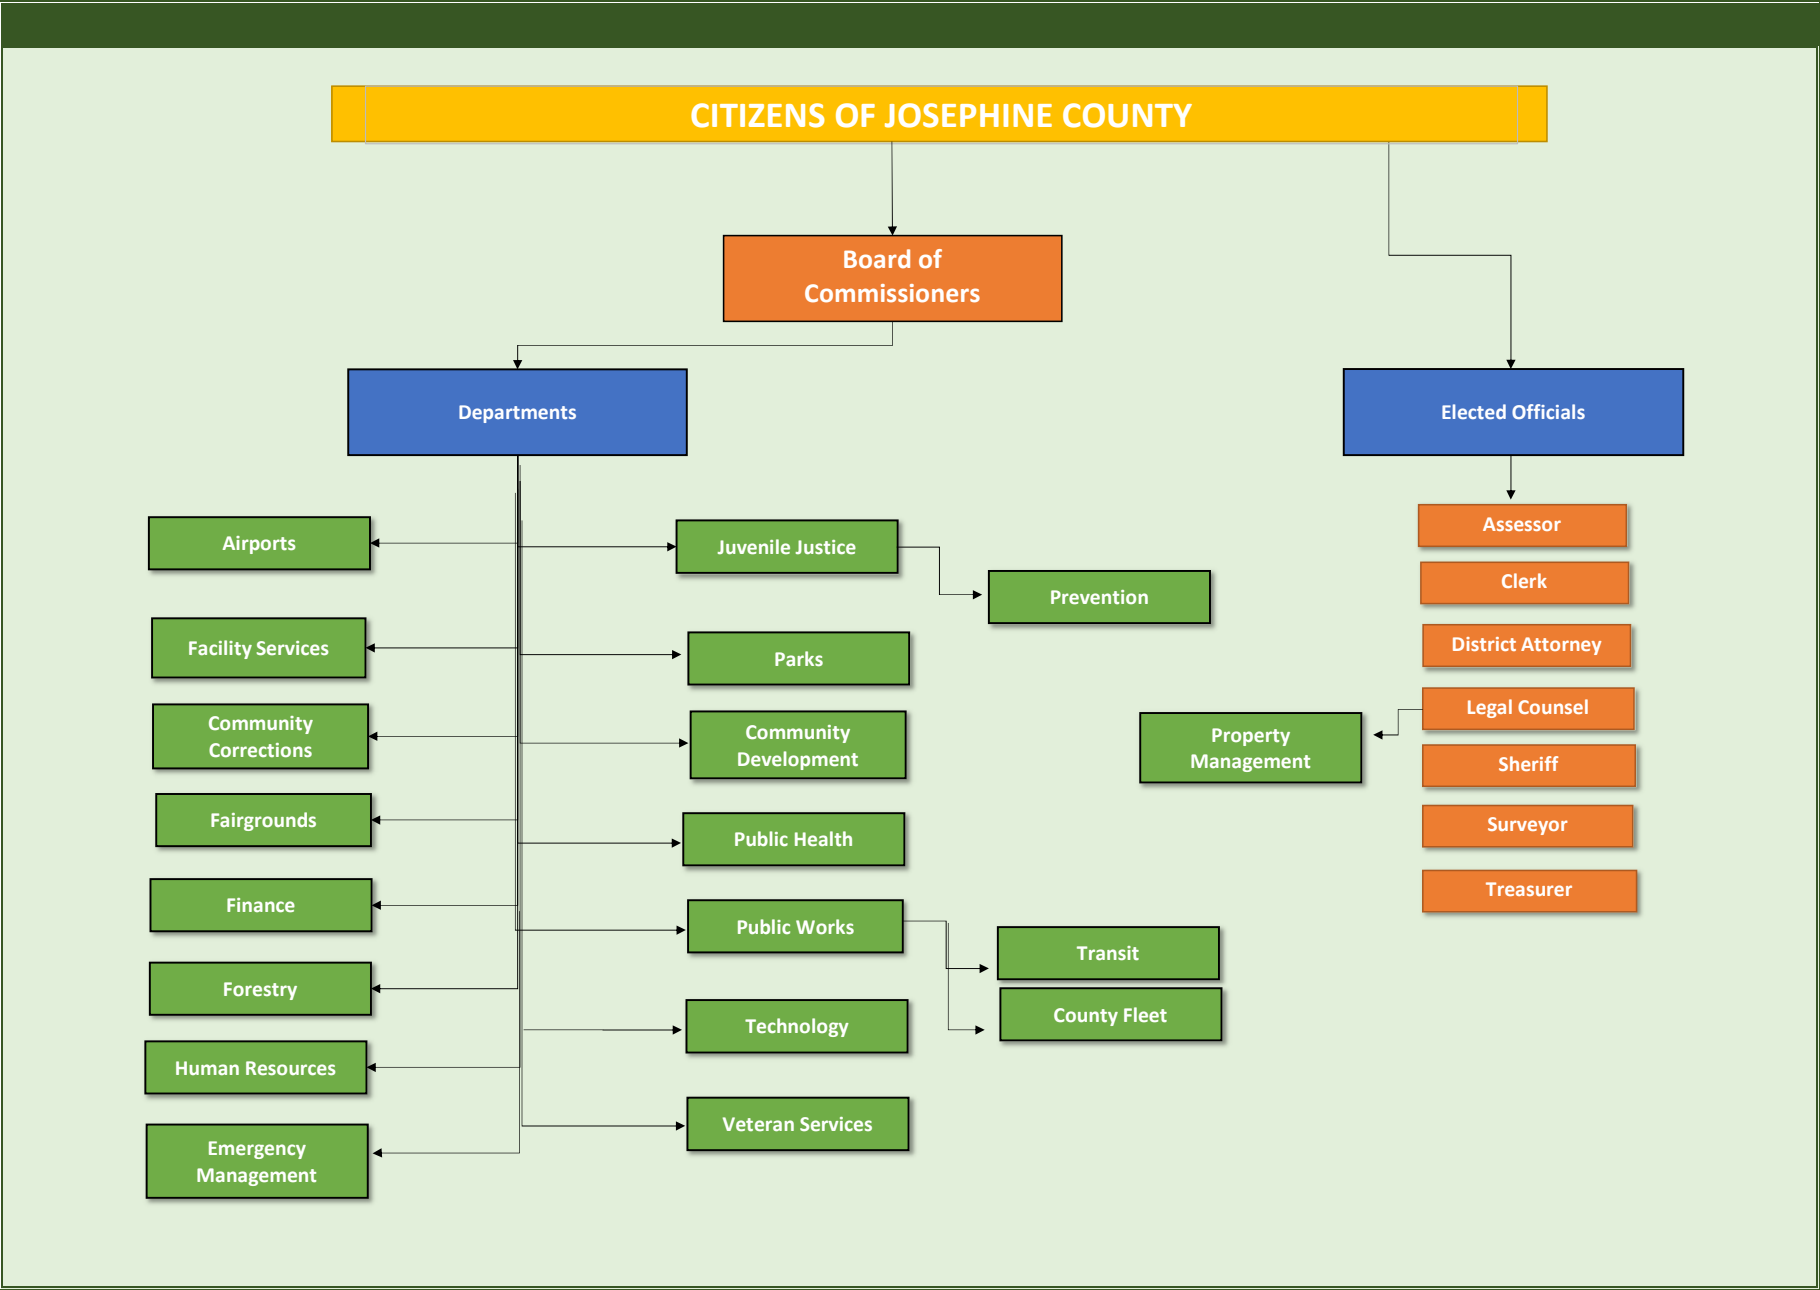 CITIZENS OF JOSEPHINE COUNTY
Board of
Commissioners
Departments
Elected Officials
Airports
Facility Services
Community
Corrections
Fairgrounds
Finance
Forestry
Human Resources
Emergency
Management
Juvenile Justice
Prevention
Parks
Community
Development
Public Health
Public Works
Transit
County Fleet
Technology
Veteran Services
Assessor
Clerk
District Attorney
Legal Counsel
Property
Management
Sheriff
Surveyor
Treasurer